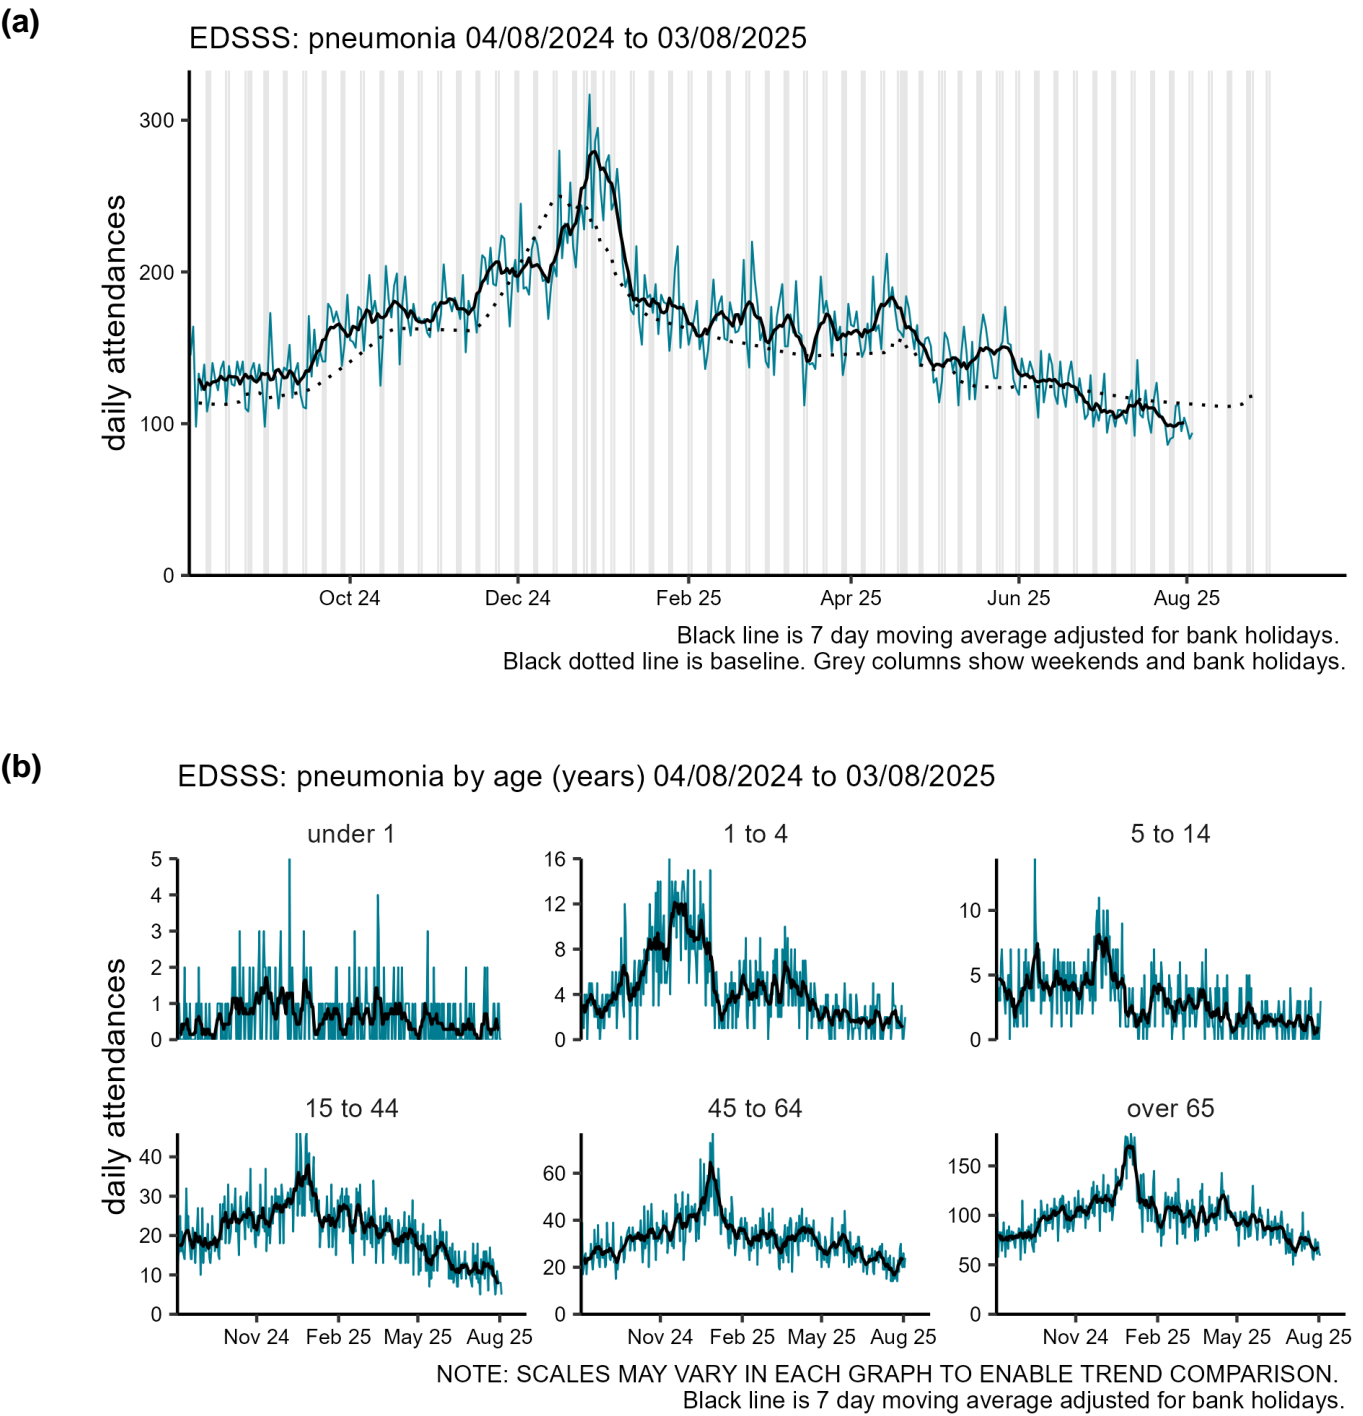 (a)
EDSSS: pneumonia 04/08/2024 to 03/08/2025
daily attendances
300
200
100
0
Oct 24 Dec 24 Feb 25 Apr 25 Jun 25 Aug 25
Black line is 7 day moving average adjusted for bank holidays.
Black dotted line is baseline. Grey columns show weekends and bank holidays.
(b)
EDSSS: pneumonia by age (years) 04/08/2024 to 03/08/2025
daily attendances
under 1
5
4
3
2
1
0
1 to 4
16
12
8
4
0
5 to 14
10
5
0
15 to 44
40
30
20
10
0
Nov 24 Feb 25 May 25 Aug 25
45 to 64
60
40
20
0
Nov 24 Feb 25 May 25 Aug 25
over 65
150
100
50
0
Nov 24 Feb 25 May 25 Aug 25
NOTE: SCALES MAY VARY IN EACH GRAPH TO ENABLE TREND COMPARISON.
Black line is 7 day moving average adjusted for bank holidays.